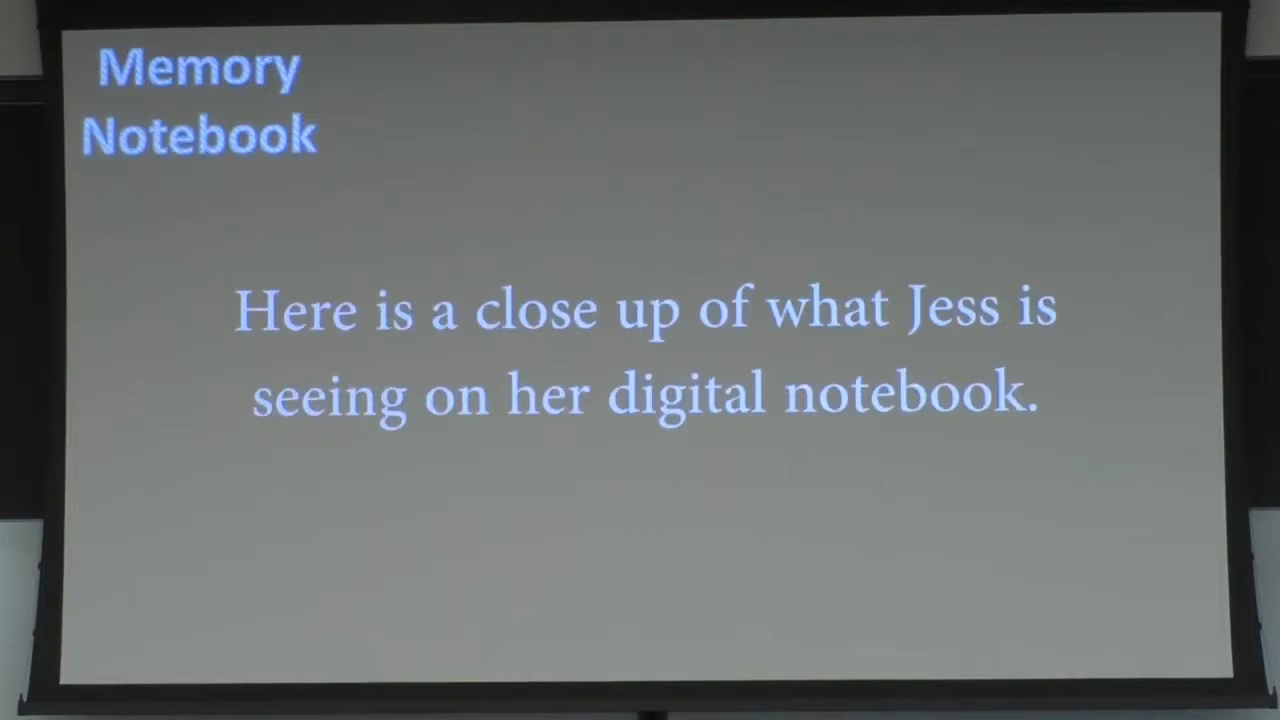 Memory
Notebook
Here is a close up of what Jess is
seeing on her digital notebook.